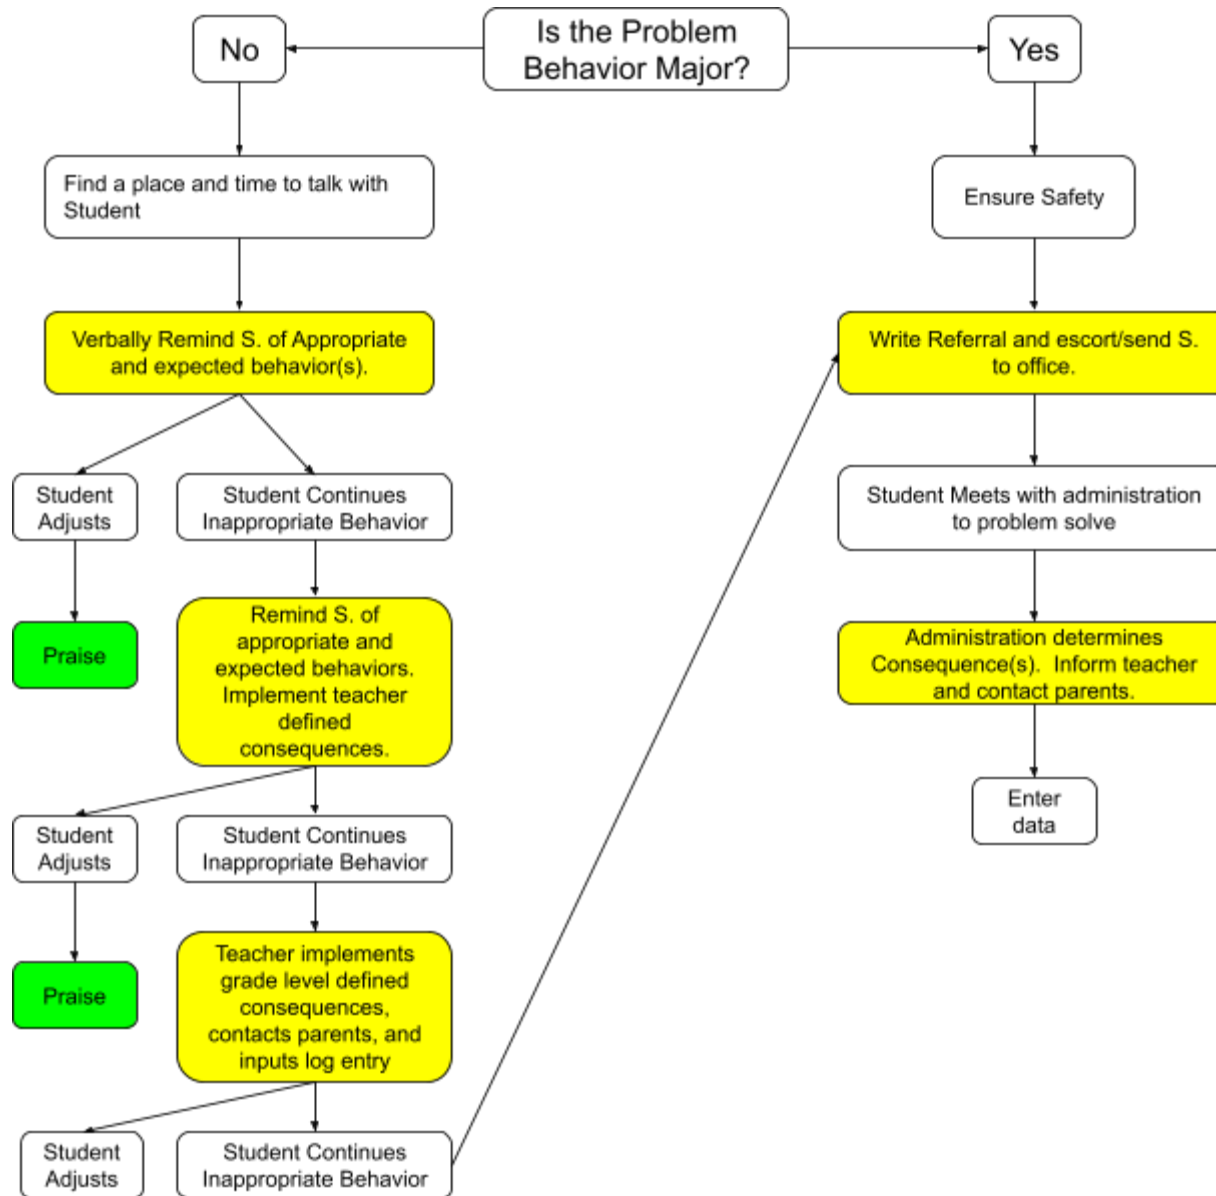 Is the Problem
Behavior Major?
No
Yes
Find a place and time to talk with
Student
Ensure Safety
Verbally Remind S. of Appropriate
and expected behavior(s).
Write Referral and escort/send S.
to office.
Student
Adjusts
Student Continues
Inappropriate Behavior
Student Meets with administration
to problem solve
Praise
Remind S. of
appropriate and
expected behaviors.
Implement teacher
defined
consequences.
Administration determines
Consequence(s).  Inform teacher
and contact parents.
Student
Adjusts
Student Continues
Inappropriate Behavior
Enter
data
Praise
Teacher implements
grade level defined
consequences,
contacts parents, and
inputs log entry
Student
Adjusts
Student Continues
Inappropriate Behavior